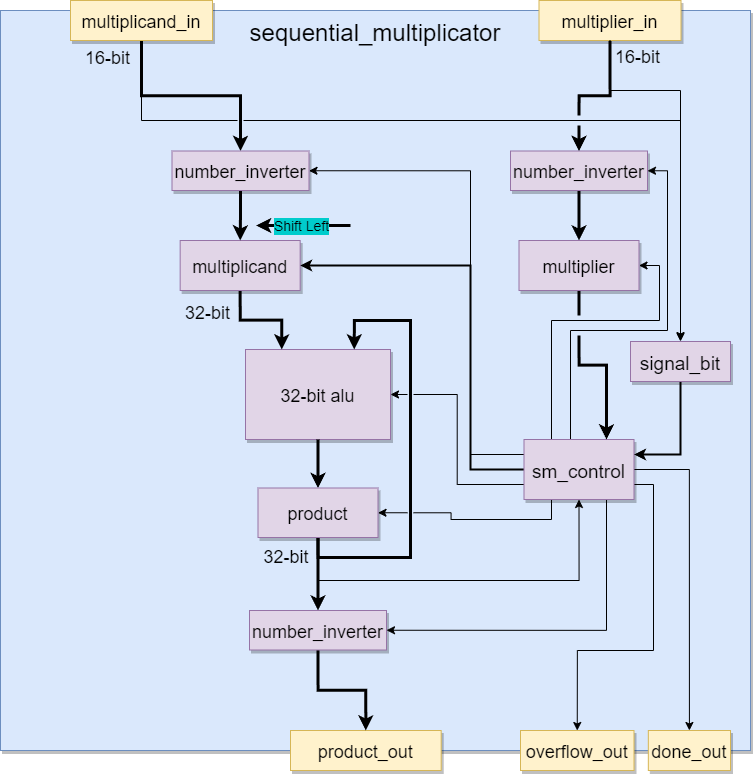 multiplicand_in
multiplier_in
sequential_multiplicator
16-bit
16-bit
number_inverter
number_inverter
Shift Left
multiplicand
multiplier
32-bit
signal_bit
32-bit alu
sm_control
product
32-bit
number_inverter
product_out
overflow_out
done_out